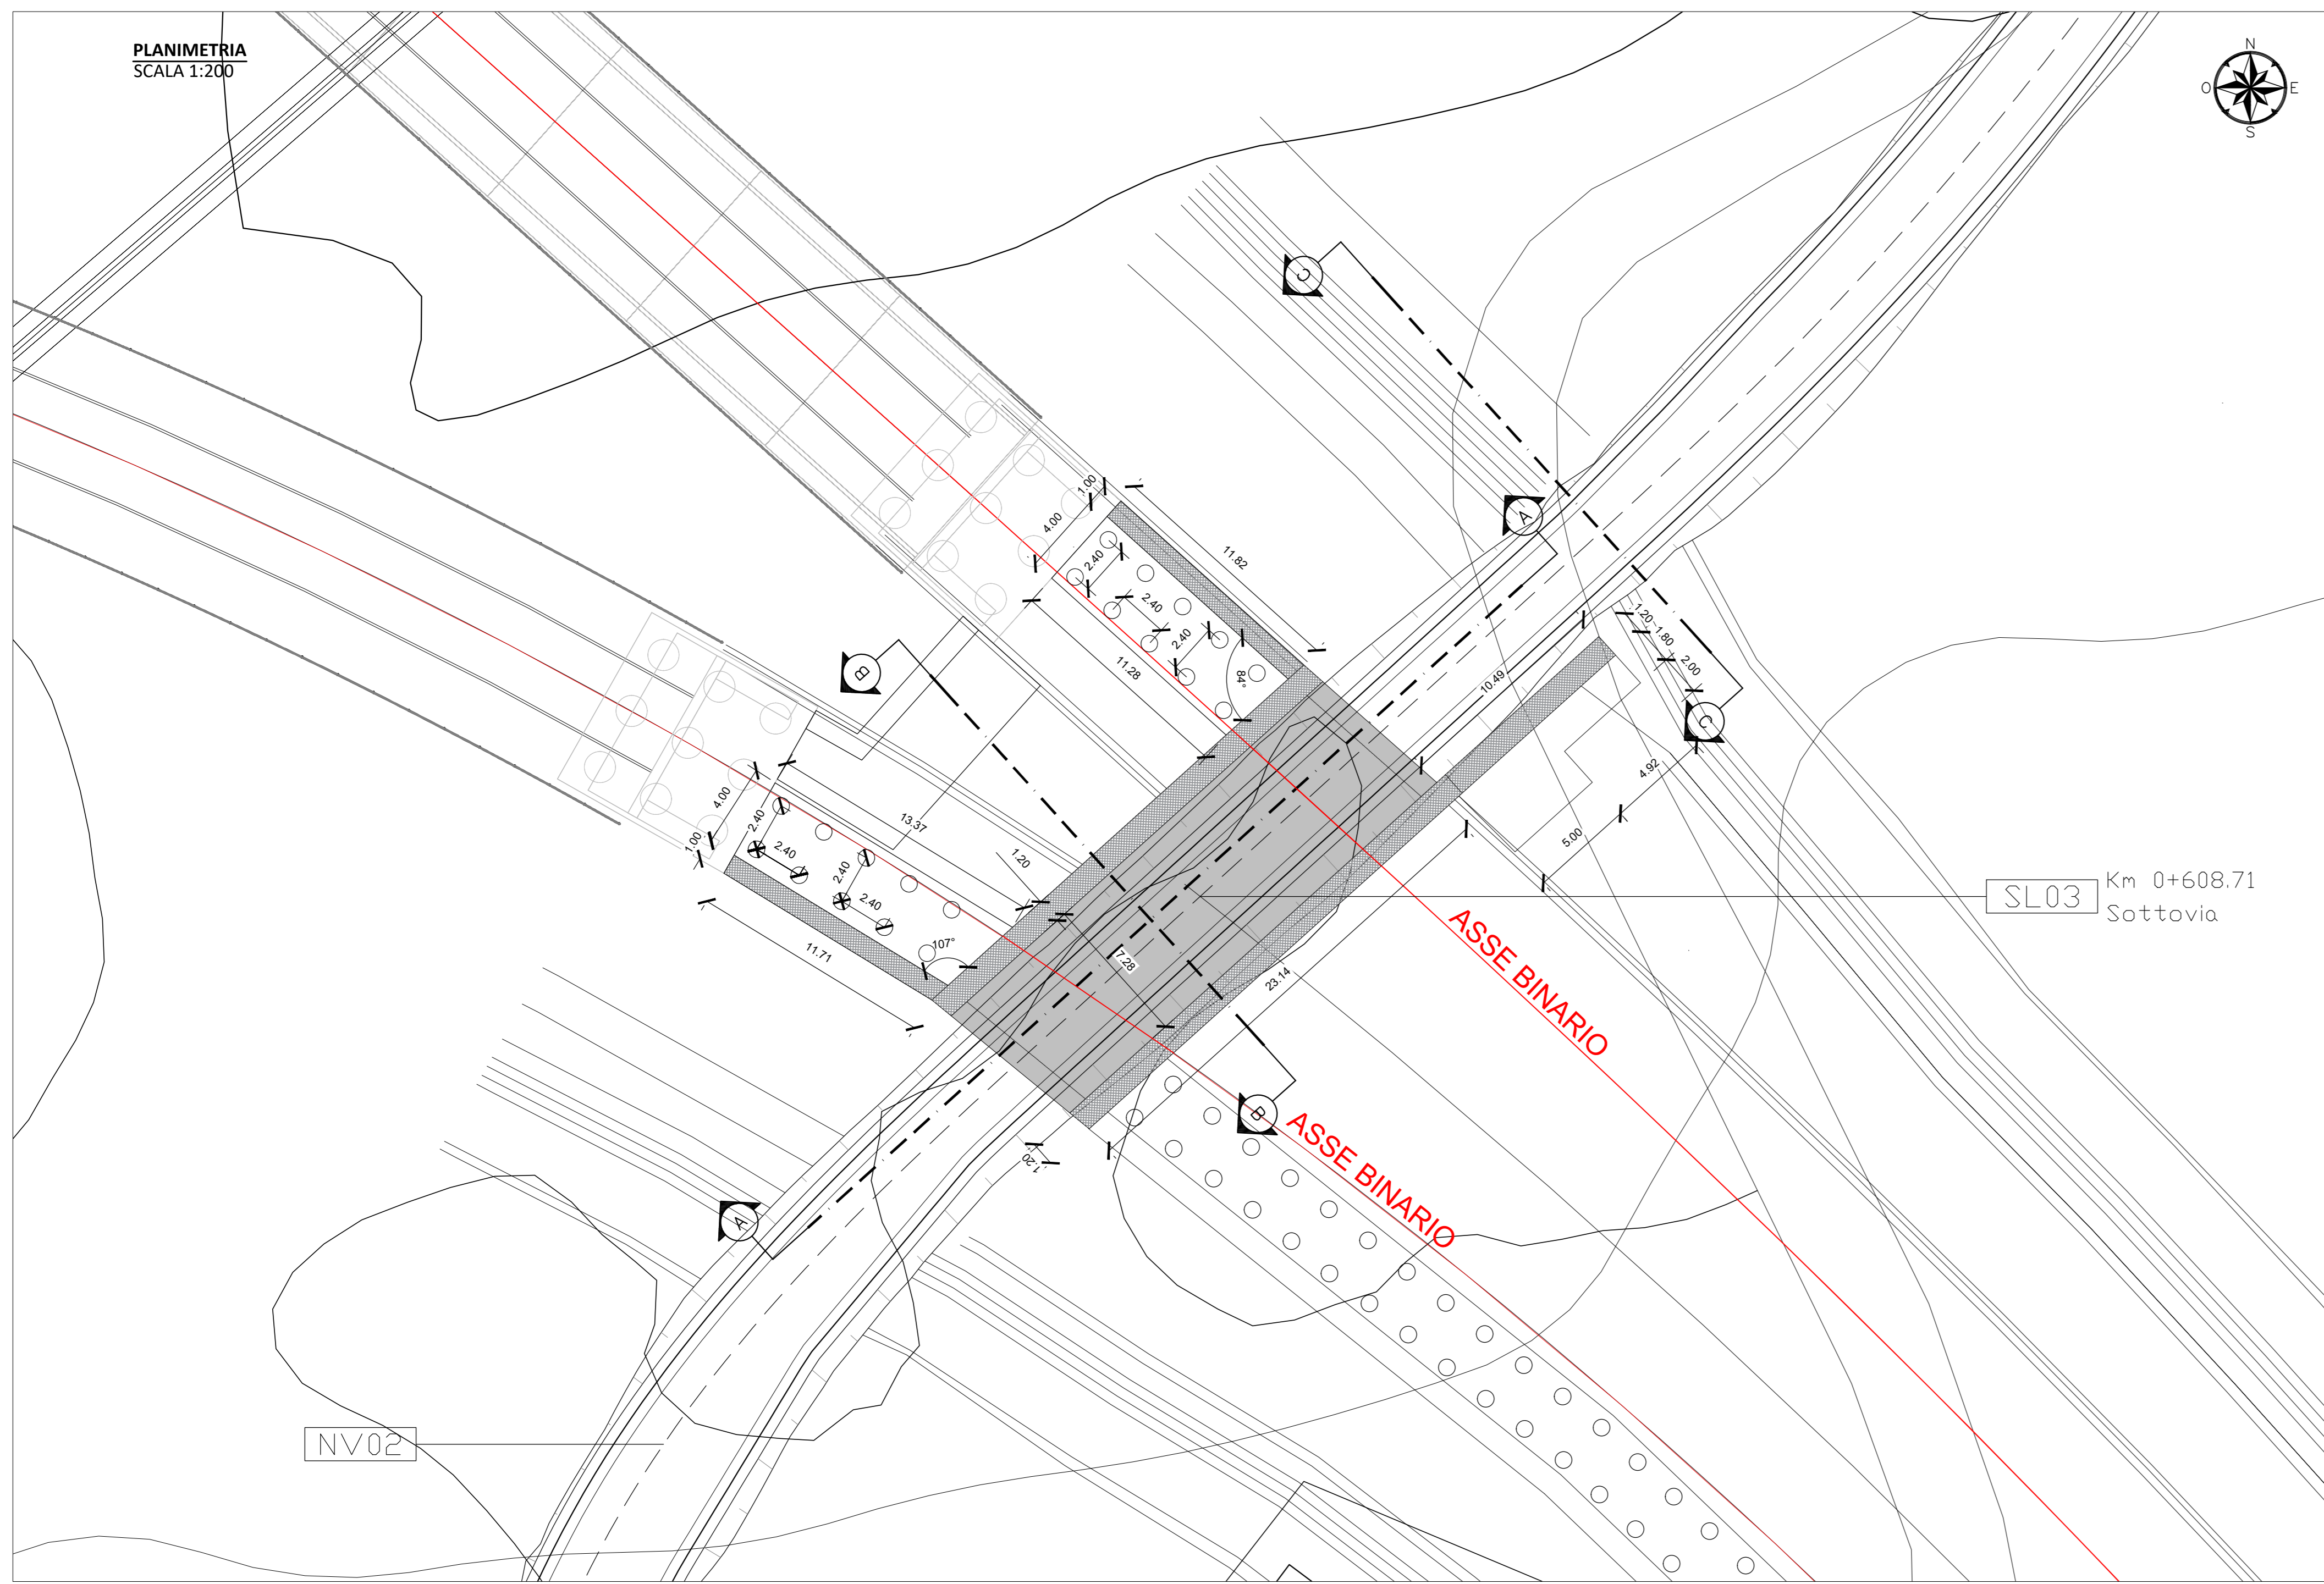 PLANIMETRIA
SCALA 1:200
N
O
E
S
C
A
1.00
4.00
2.40
11.82
2.40
2.40
11.28
84°
B
1.20
1.80
2.00
10.49
C
4.92
5.00
4.00
1.00
2.40
2.40
13.37
2.40
2.40
1.20
107°
11.71
7.28
23.14
SL03
Km 0+608.71
Sottovia
ASSE BINARIO
ASSE BINARIO
B
1.20
A
NV02